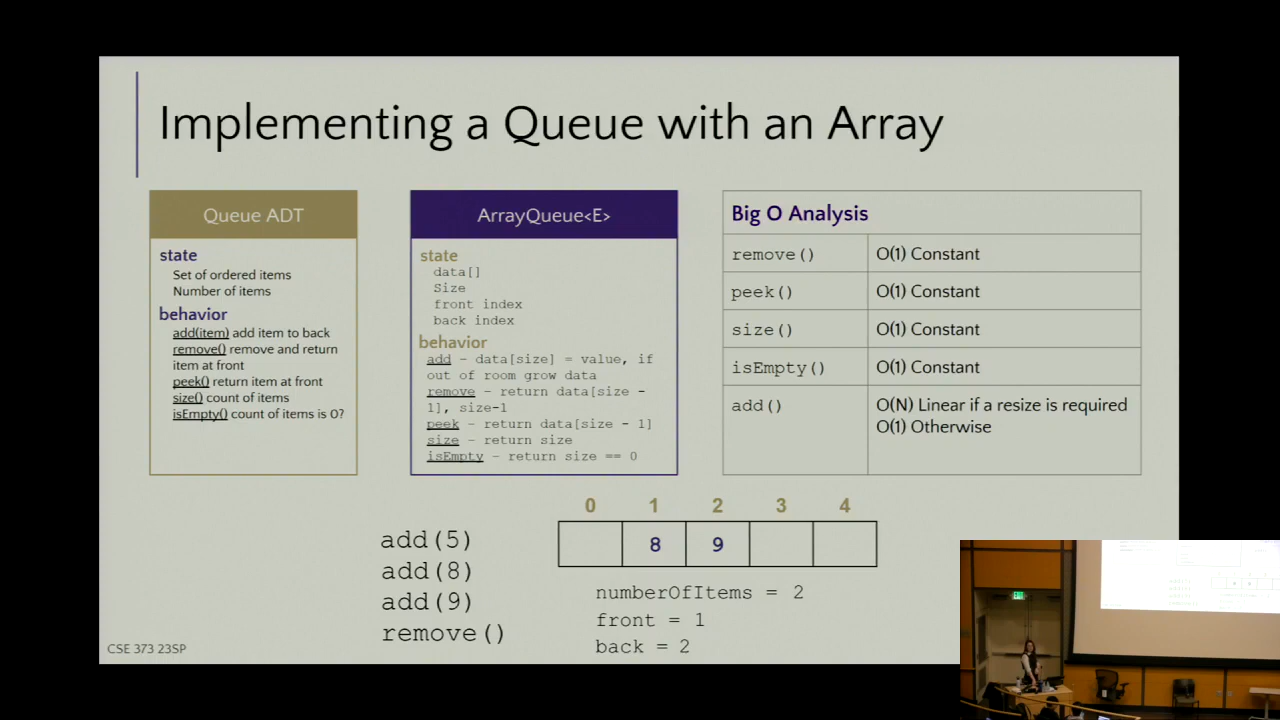 Implementing a Queue with an Array
Queue ADT
state
Set of ordered items
Number of items
behavior
add(item) add item to back
remove() remove and return
item at front
peek() return item at front
size() count of items
isEmpty() count of items is 0?
ArrayQueue<E>
state
data[]
Size
front index
back index
behavior
add - data[size] = value, if
out of room grow data
remove - return data[size -
1], size-1
peek - return data[size - 1]
size - return size
isEmpty - return size == 0
Big O Analysis
remove() O(1) Constant
peek() O(1) Constant
size() O(1) Constant
isEmpty() O(1) Constant
add() O(N) Linear if a resize is required
O(1) Otherwise
0 1 2 3 4
8 9
add(5)
add(8)
add(9)
remove()
numberOfItems = 2
front = 1
back = 2
CSE 373 23SP